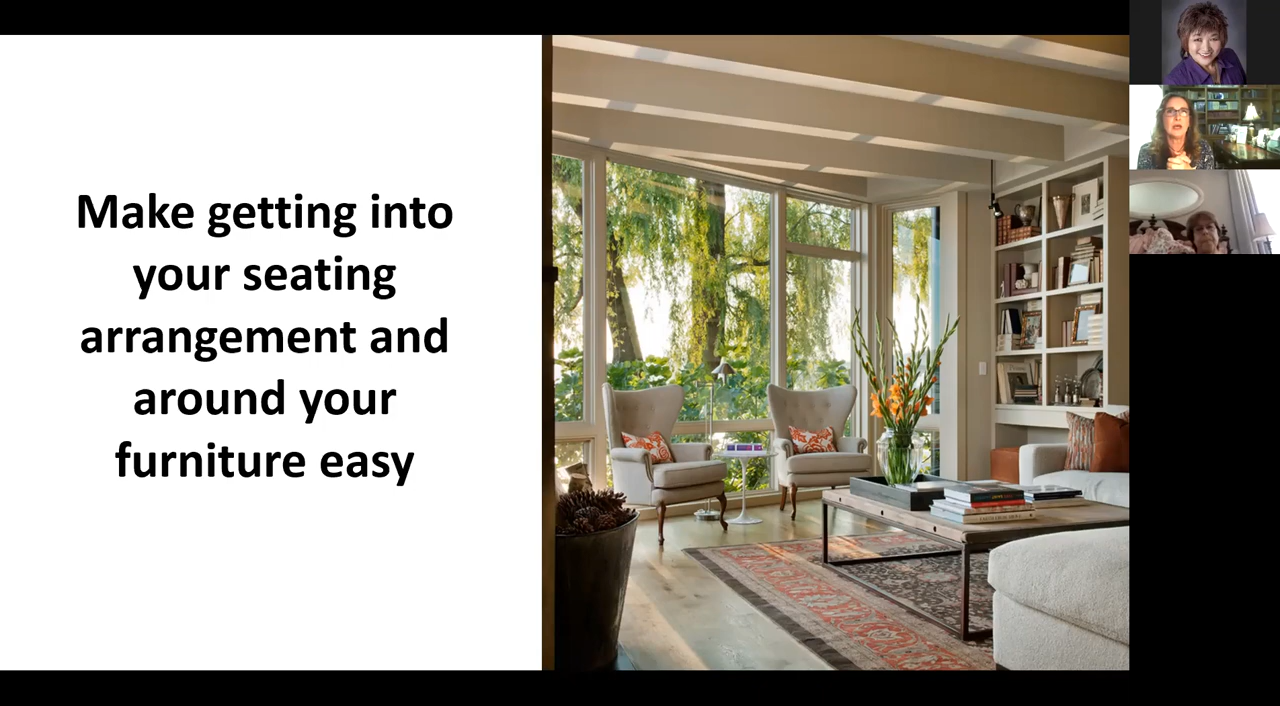 Make getting into
your seating
arrangement and
around your
furniture easy